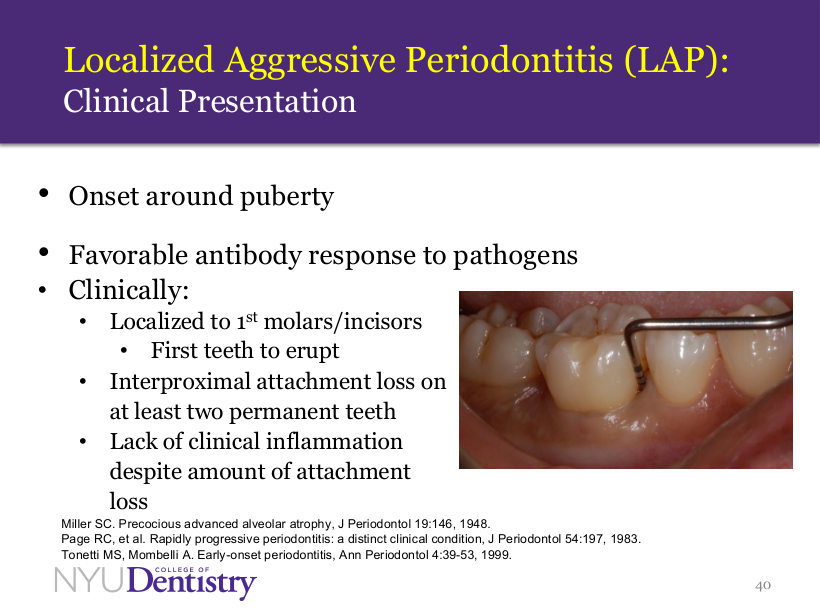 Localized Aggressive Periodontitis (LAP):
Clinical Presentation
• Onset around puberty
• Favorable antibody response to pathogens
• Clinically:
• Localized to 1st molars/incisors
• First teeth to erupt
• Interproximal attachment loss on
at least two permanent teeth
• Lack of clinical inflammation
despite amount of attachment
loss
Miller SC. Precocious advanced alveolar atrophy, J Periodontol 19:146, 1948.
Page RC, et al. Rapidly progressive periodontitis: a distinct clinical condition, J Periodontol 54:197, 1983.
Tonetti MS, Mombelli A. Early-onset periodontitis, Ann Periodontol 4:39-53, 1999.
COLLEGE OF
NYU Dentistry
40